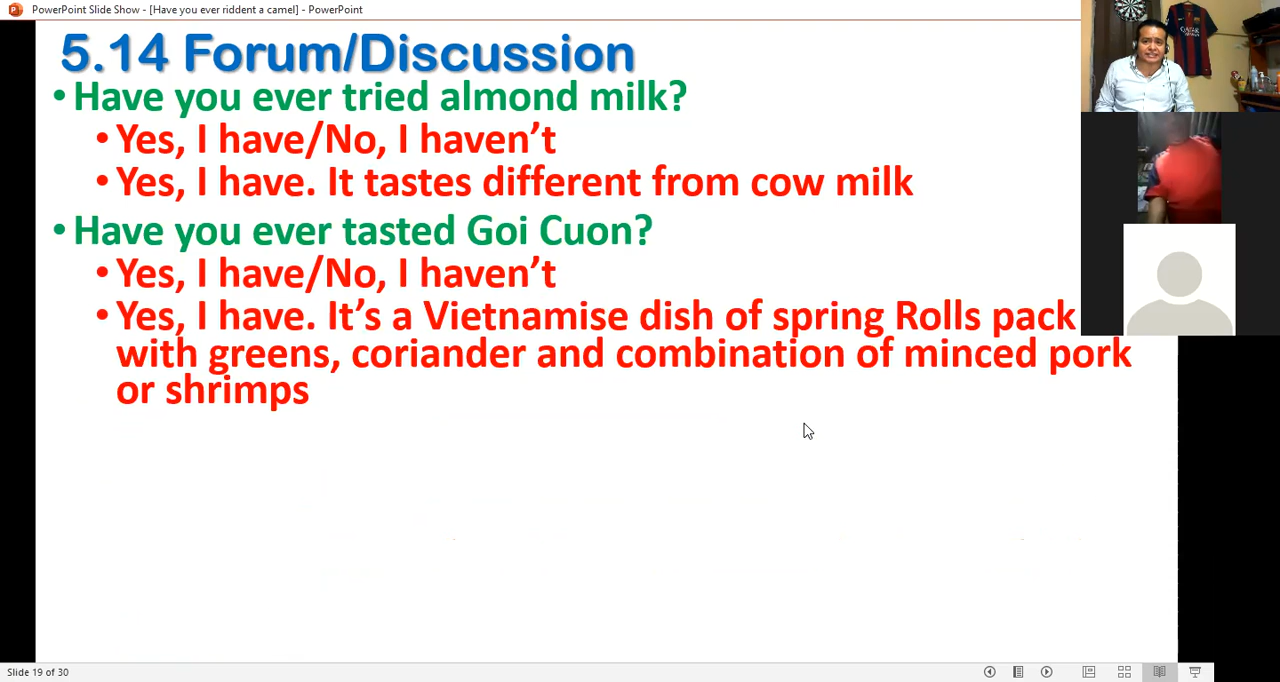 PowerPoint Slide Show - [Have you ever riddent a camel] - PowerPoint
5.14 Forum/Discussion
• Have you ever tried almond milk?
• Yes, I have/No, I haven’t
• Yes, I have. It tastes different from cow milk
• Have you ever tasted Goi Cuon?
• Yes, I have/No, I haven’t
• Yes, I have. It’s a Vietnamise dish of spring Rolls pack
with greens, coriander and combination of minced pork
or shrimps
Slide 19 of 30